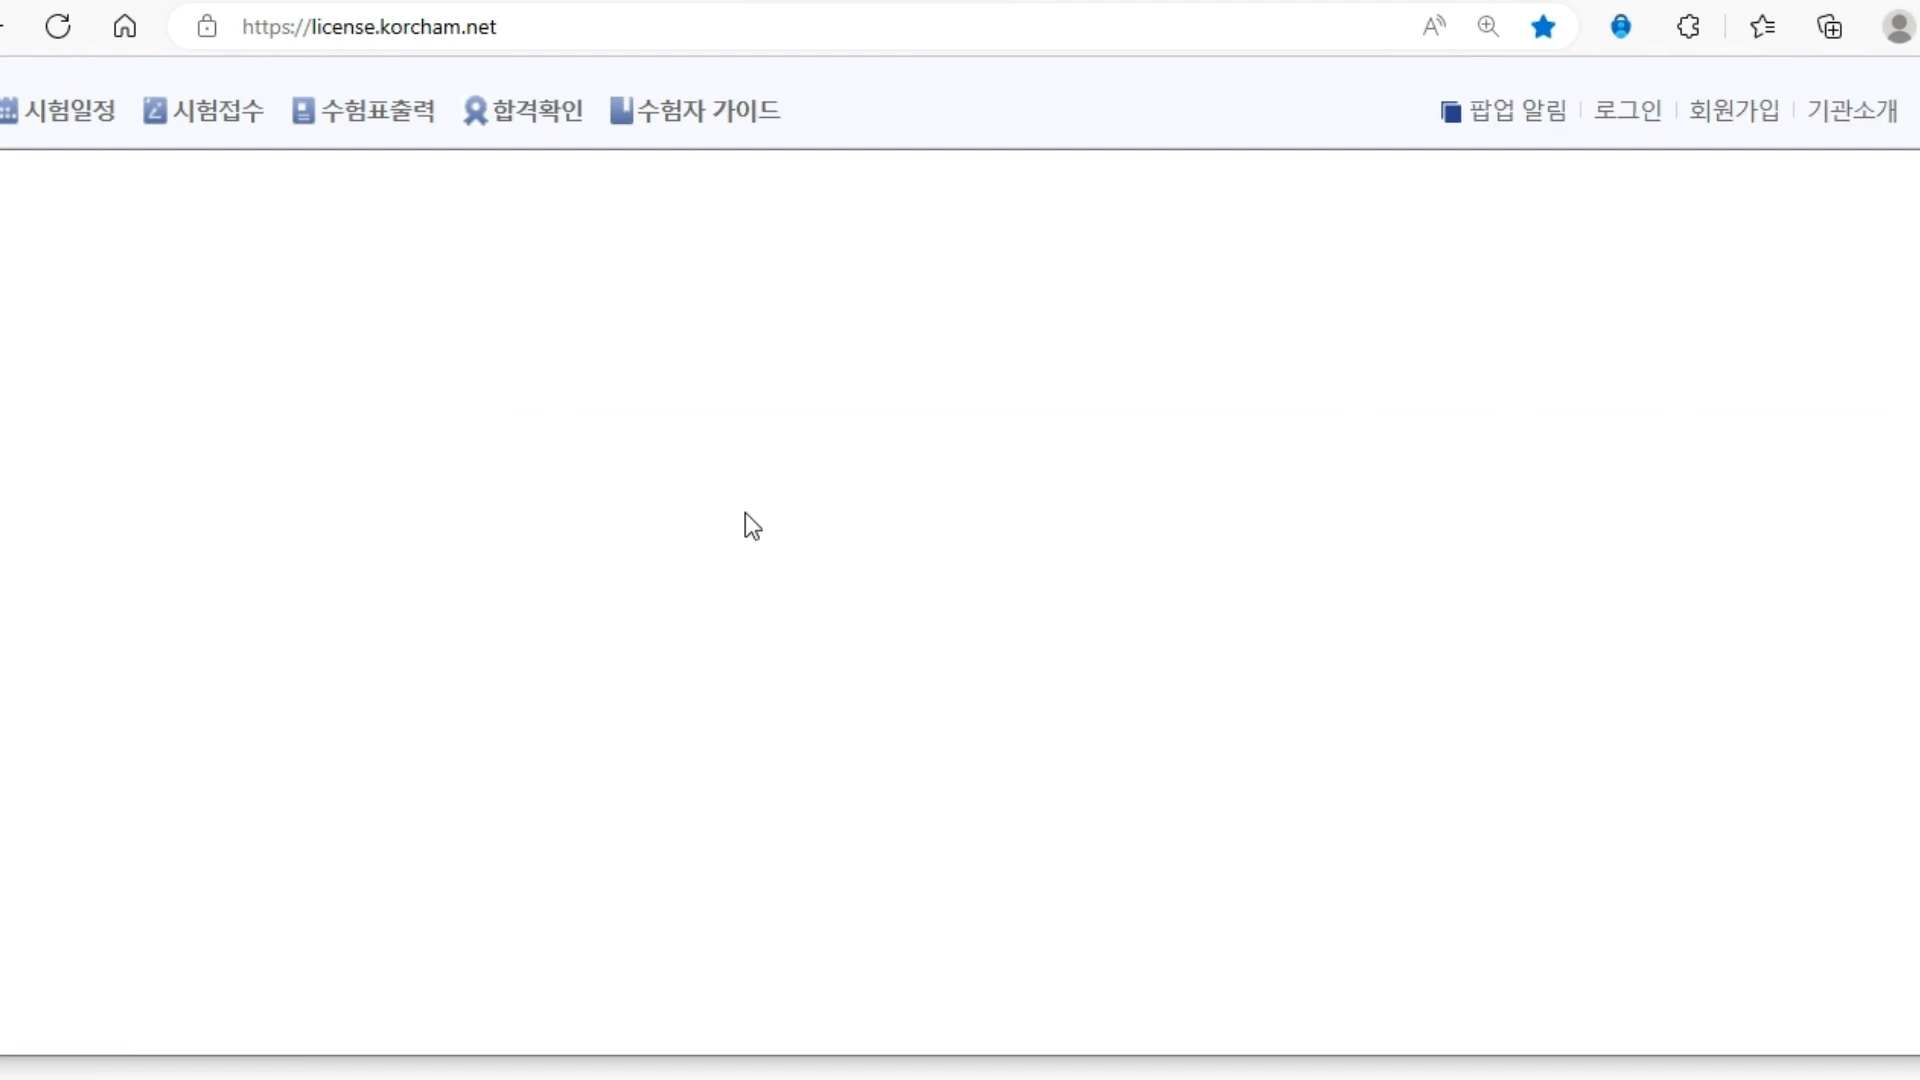 https://license.korcham.net
시험일정 시험접수 수험표출력 합격확인 수험자 가이드 팝업 알림 로그인 회원가입 기관소개